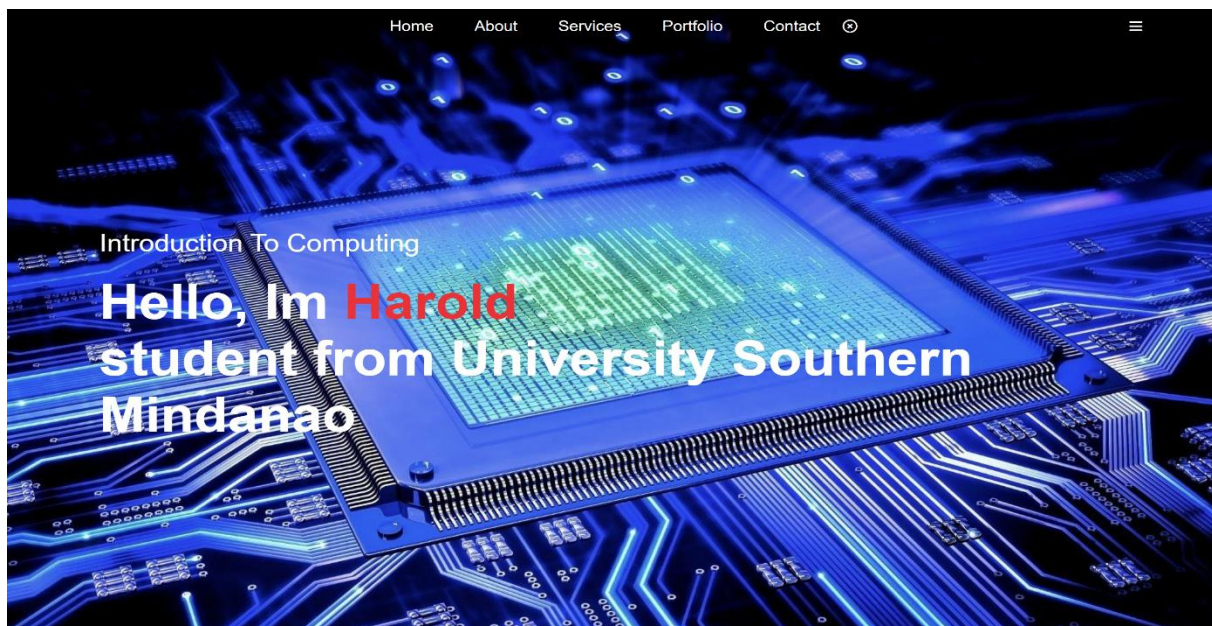 Home About Services Portfolio Contact
Introduction To Computing
Hello, Im Harold
student from University Southern
Mindanao